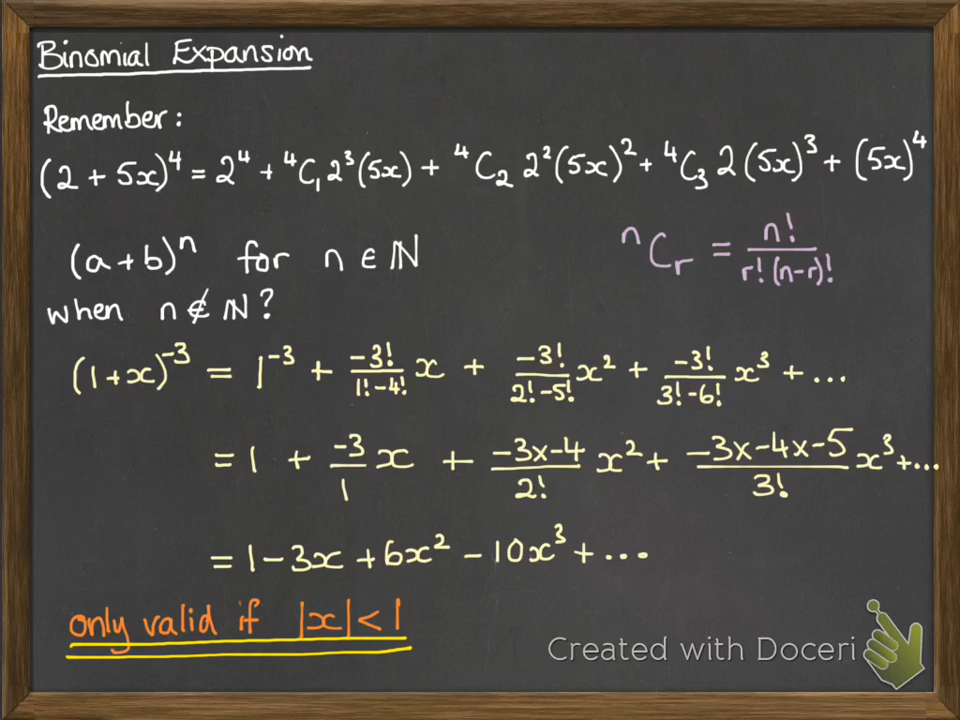 Binomial Expansion
Remember:
(2 + 5x)⁴ = 2⁴ + ⁴C₁ 2³(5x) + ⁴C₂ 2²(5x)² + ⁴C₃ 2(5x)³ + (5x)⁴
(a + b)ⁿ for n ∈ ℕ
ⁿCᵣ = n! / r!(n-r)!
when n ∉ ℕ?
(1+x)⁻³ = 1⁻³ + -3!/1!-4! x + -3!/2!-5! x² + -3!/3!-6! x³ + ...
= 1 + -3/1 x + -3x-4/2! x² + -3x-4x-5/3! x³ + ...
= 1 - 3x + 6x² - 10x³ + ...
only valid if |x| < 1
Created with Doceri